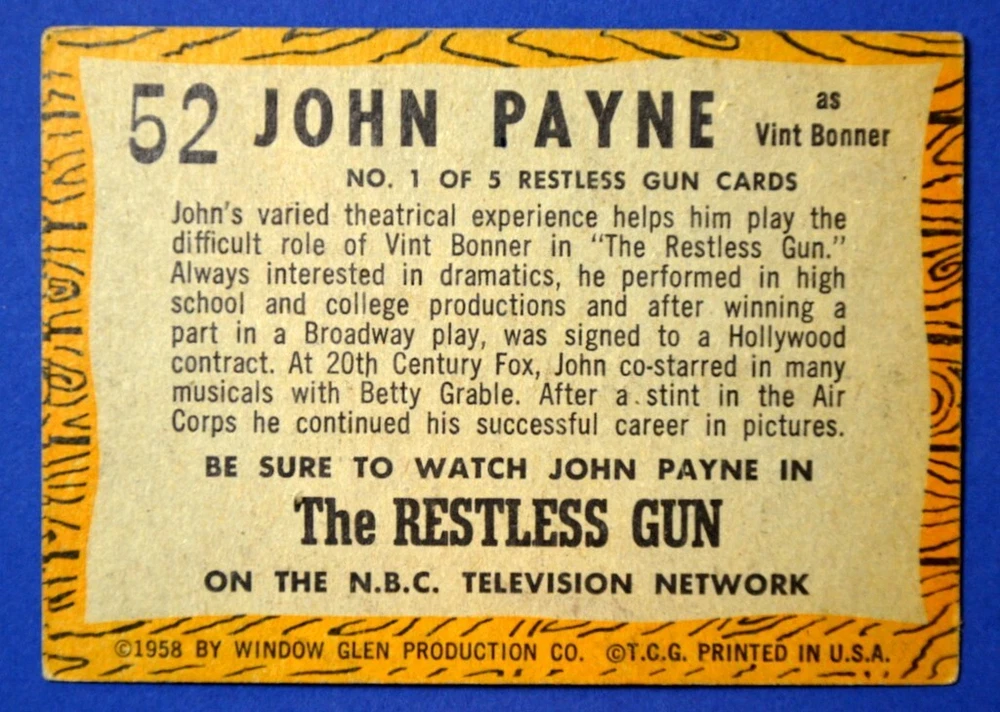 52 JOHN PAYNE as Vint Bonner
NO. 1 OF 5 RESTLESS GUN CARDS
John's varied theatrical experience helps him play the
difficult role of Vint Bonner in "The Restless Gun."
Always interested in dramatics, he performed in high
school and college productions and after winning a
part in a Broadway play, was signed to a Hollywood
contract. At 20th Century Fox, John co-starred in many
musicals with Betty Grable. After a stint in the Air
Corps he continued his successful career in pictures.
BE SURE TO WATCH JOHN PAYNE IN
The RESTLESS GUN
ON THE N.B.C. TELEVISION NETWORK
©1958 BY WINDOW GLEN PRODUCTION CO. ©T.C.G. PRINTED IN U.S.A.